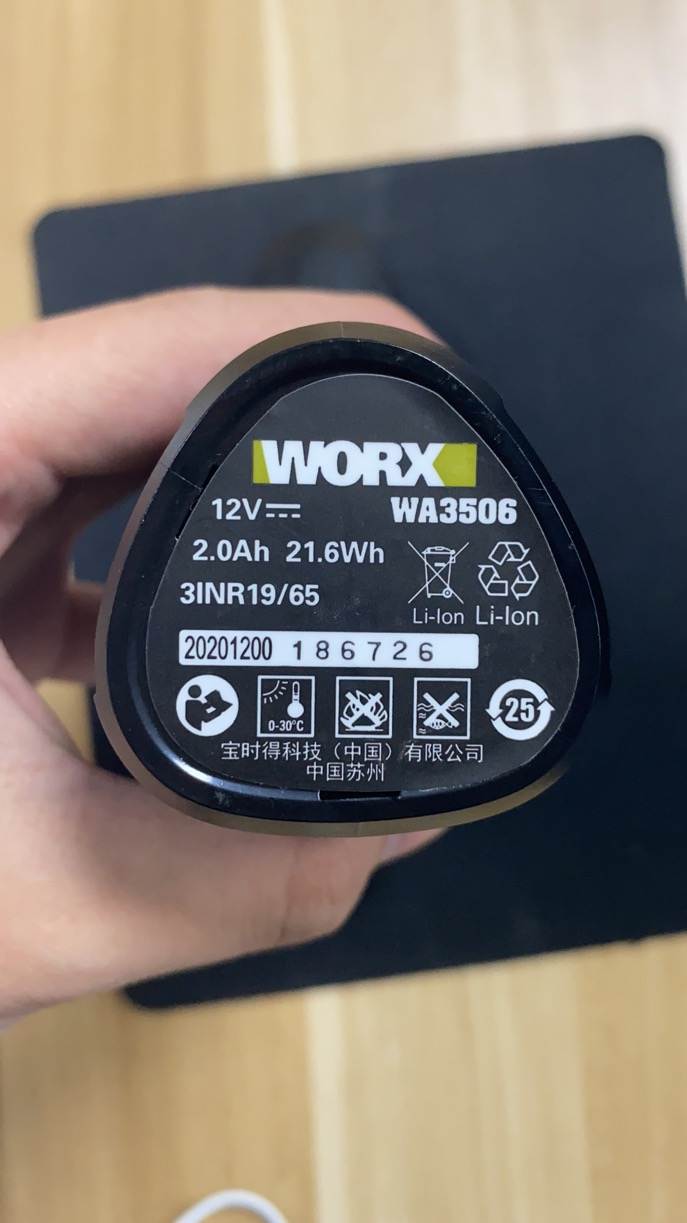 WORX
12V
WA3506
2.0Ah 21.6Wh
3INR19/65
Li-Ion Li-Ion
20201200 186726
0-30°C
25
宝时得科技（中国）有限公司
中国苏州